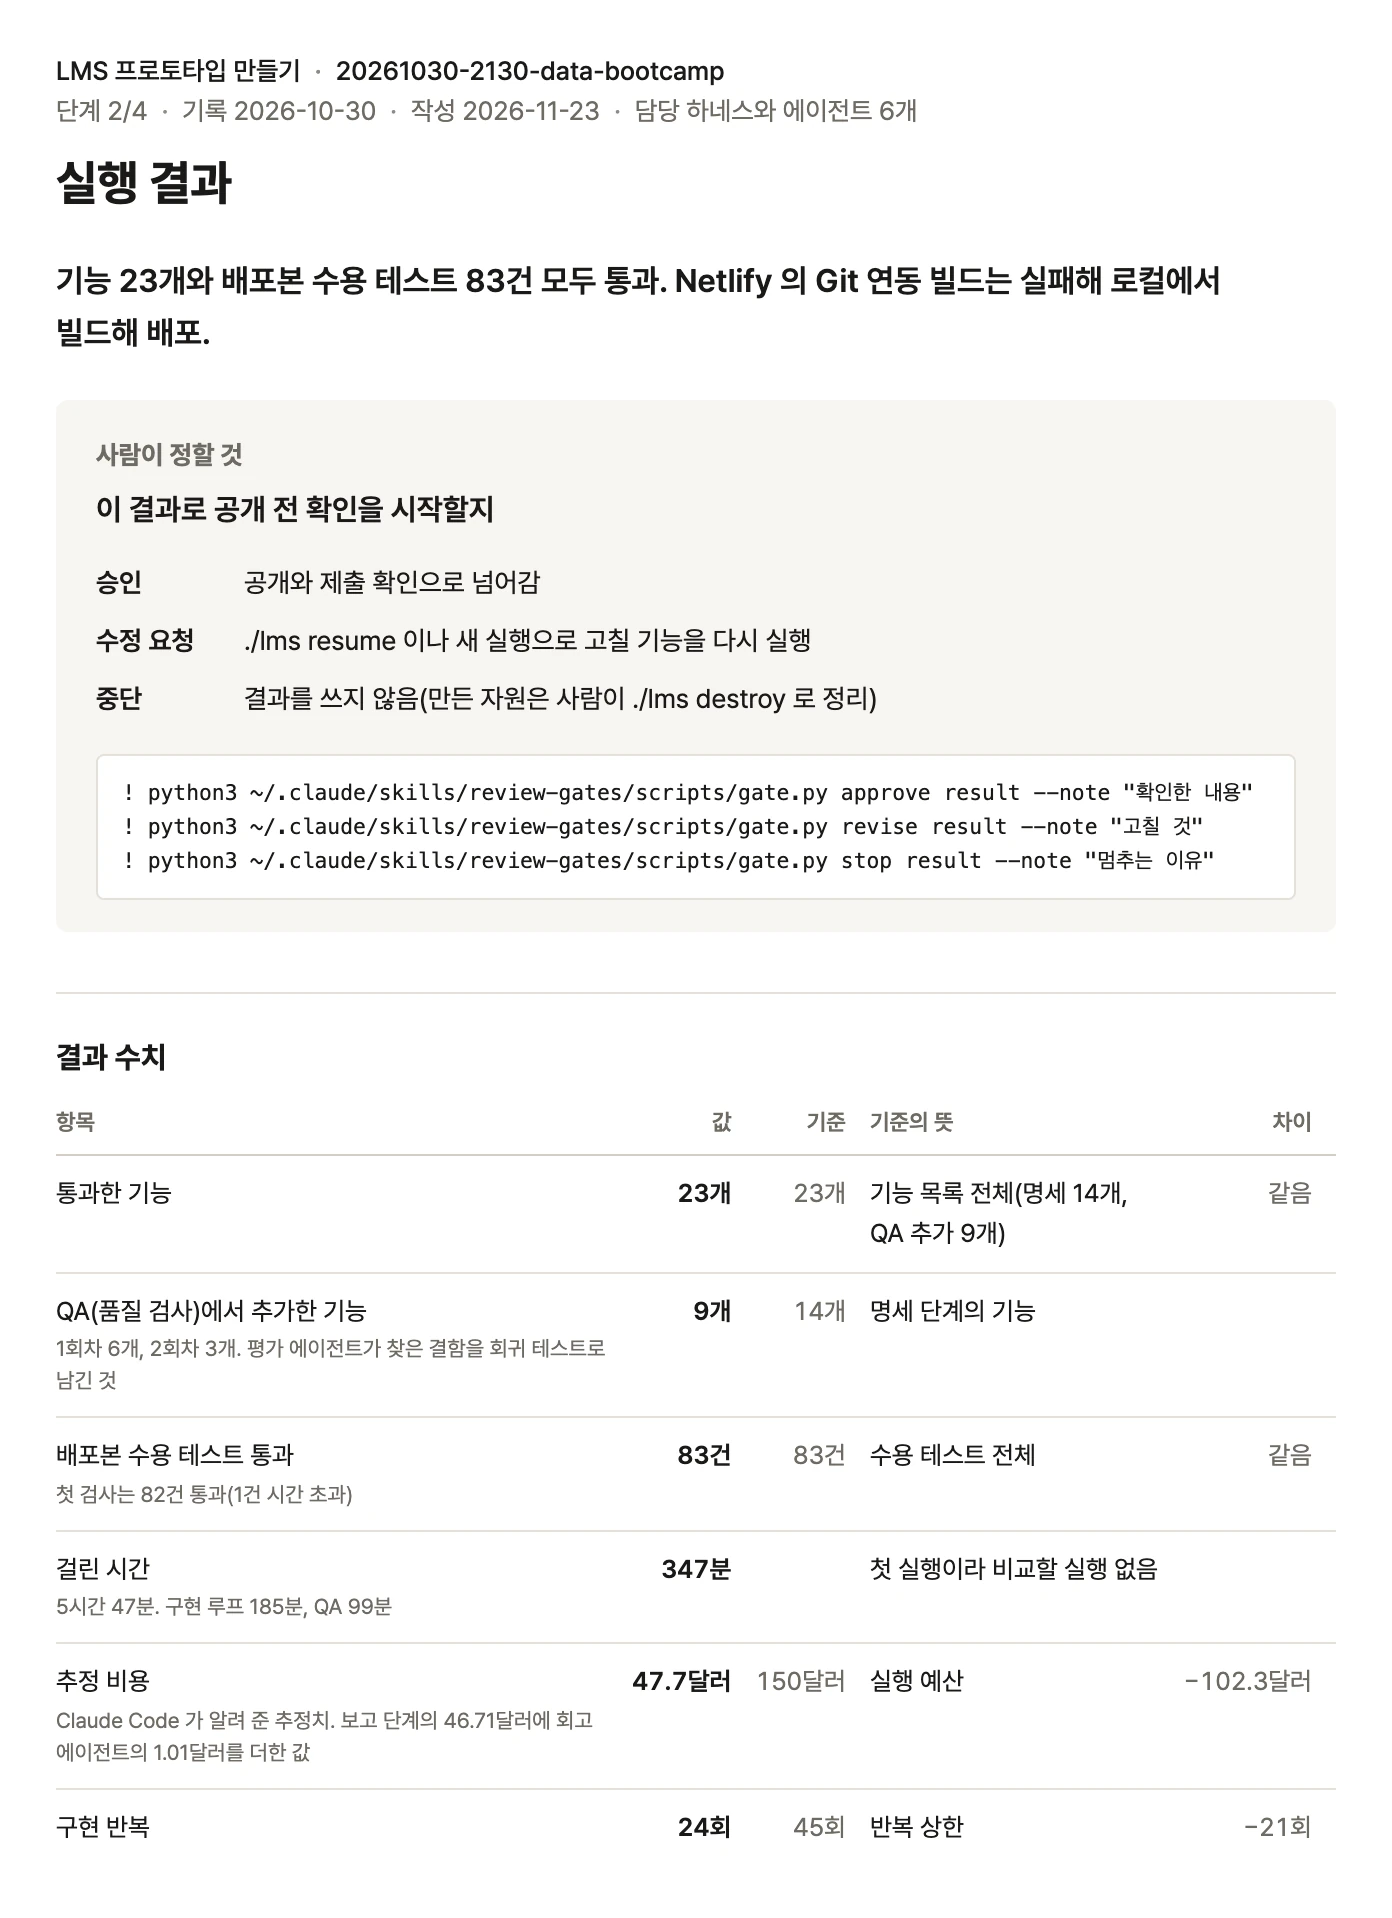 LMS 프로토타입 만들기 · 20261030-2130-data-bootcamp
단계 2/4 · 기록 2026-10-30 · 작성 2026-11-23 · 담당 하네스와 에이전트 6개
실행 결과
기능 23개와 배포본 수용 테스트 83건 모두 통과. Netlify 의 Git 연동 빌드는 실패해 로컬에서
빌드해 배포.
사람이 정할 것
이 결과로 공개 전 확인을 시작할지
승인 공개와 제출 확인으로 넘어감
수정 요청 ./lms resume 이나 새 실행으로 고칠 기능을 다시 실행
중단 결과를 쓰지 않음(만든 자원은 사람이 ./lms destroy 로 정리)
! python3 ~/.claude/skills/review-gates/scripts/gate.py approve result --note "확인한 내용"
! python3 ~/.claude/skills/review-gates/scripts/gate.py revise result --note "고칠 것"
! python3 ~/.claude/skills/review-gates/scripts/gate.py stop result --note "멈추는 이유"
결과 수치
항목 값 기준 기준의 뜻 차이
통과한 기능 23개 23개 기능 목록 전체(명세 14개, 같음
QA 추가 9개)
QA(품질 검사)에서 추가한 기능 9개 14개 명세 단계의 기능
1회차 6개, 2회차 3개. 평가 에이전트가 찾은 결함을 회귀 테스트로
남긴 것
배포본 수용 테스트 통과 83건 83건 수용 테스트 전체 같음
첫 검사는 82건 통과(1건 시간 초과)
걸린 시간 347분 첫 실행이라 비교할 실행 없음
5시간 47분. 구현 루프 185분, QA 99분
추정 비용 47.7달러 150달러 실행 예산 −102.3달러
Claude Code 가 알려 준 추정치. 보고 단계의 46.71달러에 회고
에이전트의 1.01달러를 더한 값
구현 반복 24회 45회 반복 상한 −21회